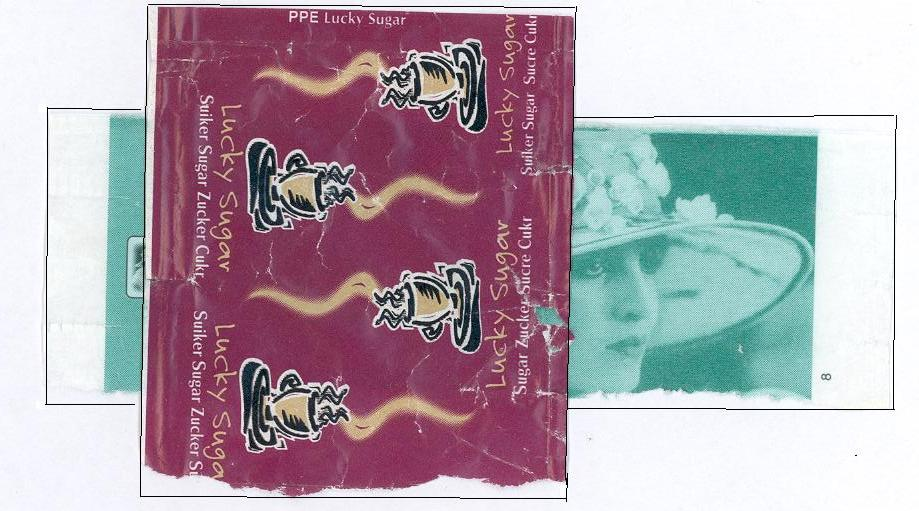 PPE Lucky Sugar
Lucky Sugar
Suiker Sugar Sucre Cukr
Lucky Sugar
Suiker Sugar Zucker Cukr
Lucky Sugar
Sugar Zucker Sucre Cukr
Lucky Suga
Suiker Sugar Zucker
8